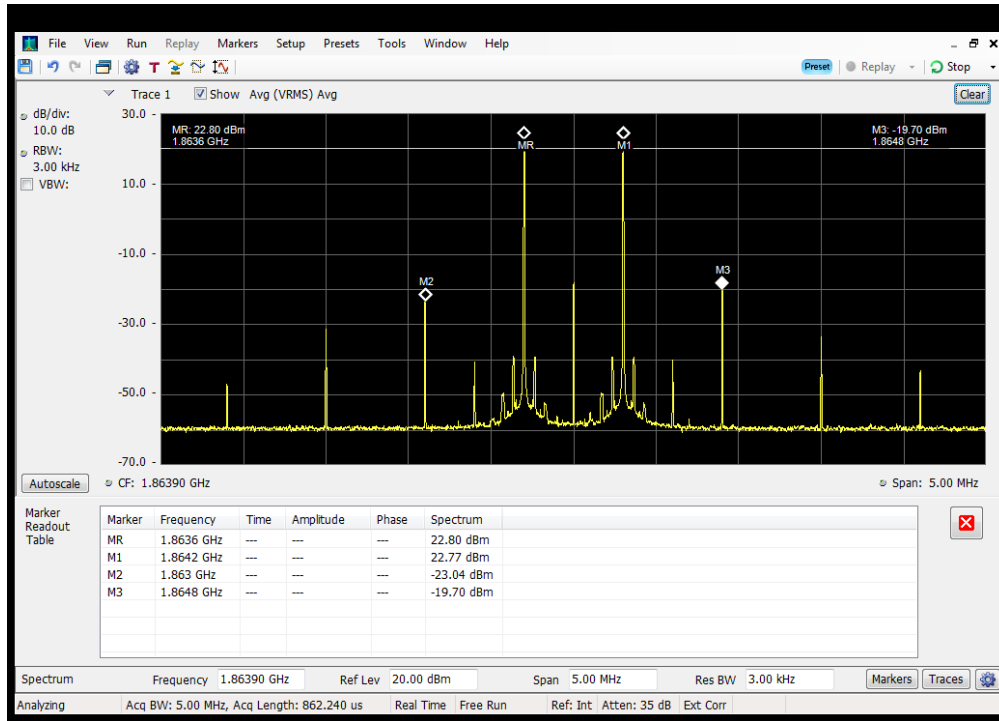 File View Run Replay Markers Setup Presets Tools Window Help
T Preset Replay Stop
Trace 1 Show Avg (VRMS) Avg Clear
dB/div:
10.0 dB
RBW:
3.00 kHz
VBW:
30.0 -
10.0 -
-10.0 -
-30.0 -
-50.0 -
-70.0 -
MR: 22.80 dBm
1.8636 GHz
M3: -19.70 dBm
1.8648 GHz
MR
M1
M2
M3
Autoscale CF: 1.86390 GHz Span: 5.00 MHz
Marker
Readout
Table
Marker Frequency Time Amplitude Phase Spectrum
MR 1.8636 GHz --- --- --- 22.80 dBm
M1 1.8642 GHz --- --- --- 22.77 dBm
M2 1.863 GHz --- --- --- -23.04 dBm
M3 1.8648 GHz --- --- --- -19.70 dBm
Spectrum Frequency 1.86390 GHz Ref Lev 20.00 dBm Span 5.00 MHz Res BW 3.00 kHz Markers Traces
Analyzing Acq BW: 5.00 MHz, Acq Length: 862.240 us Real Time Free Run Ref: Int Atten: 35 dB Ext Corr